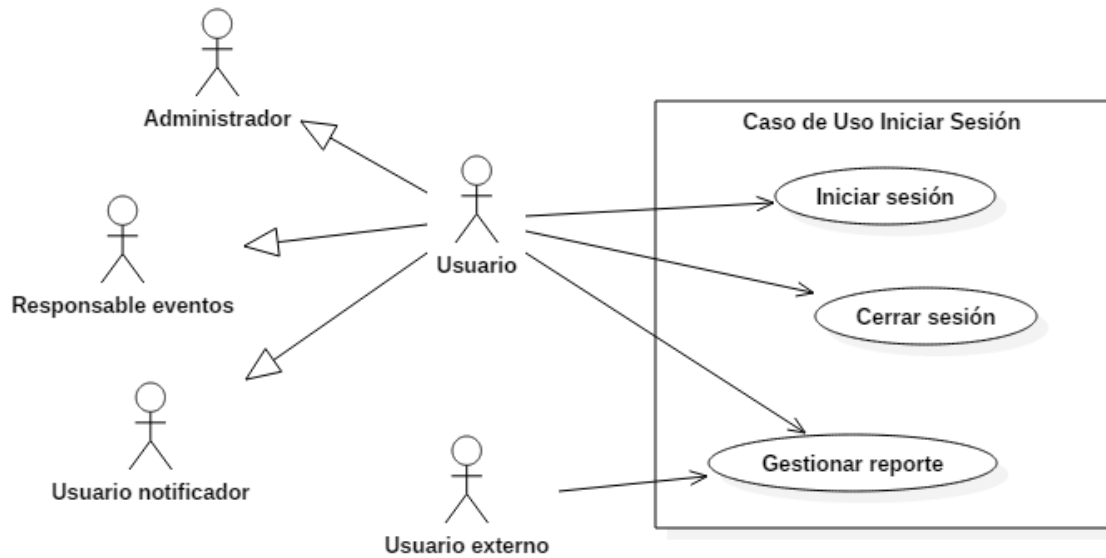 Administrador
Caso de Uso Iniciar Sesión
Iniciar sesión
Usuario
Responsable eventos
Cerrar sesión
Gestionar reporte
Usuario notificador
Usuario externo